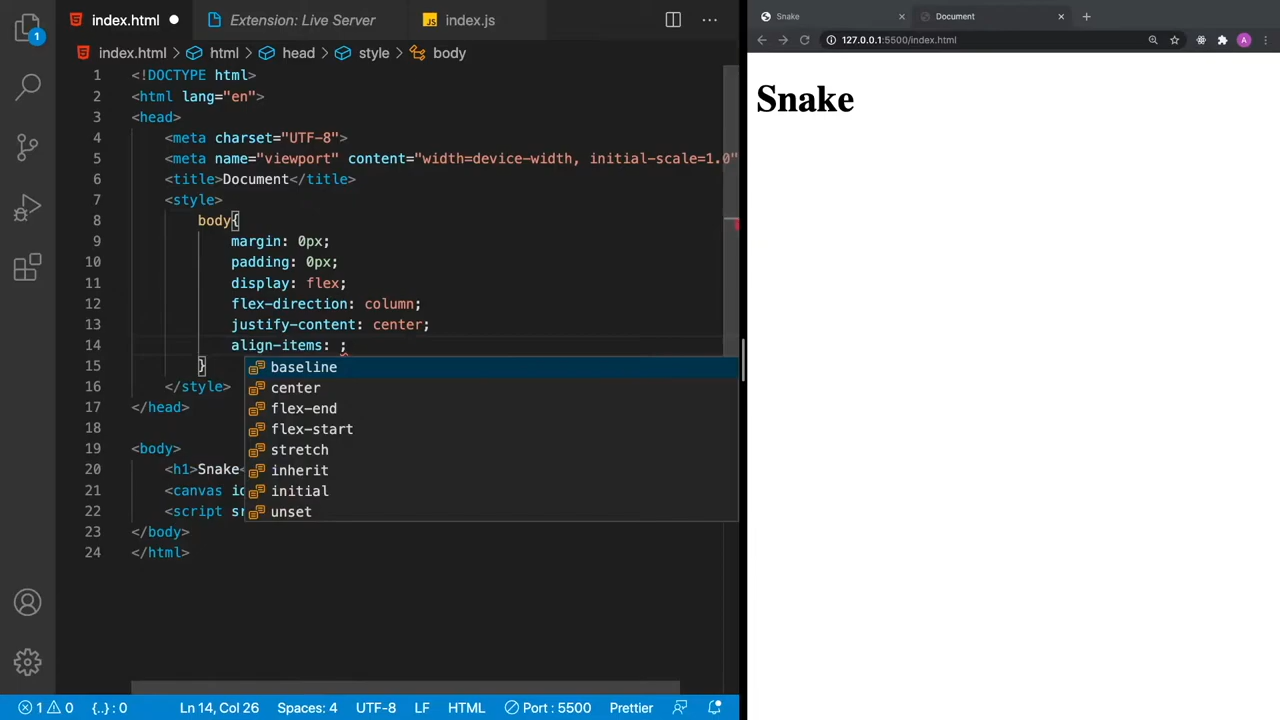 index.html
Extension: Live Server
JS index.js
Snake
Document
1
index.html > html > head > style > body
127.0.0.1:5500/index.html
A
1 <!DOCTYPE html>
2 <html lang="en">
3 <head>
4 <meta charset="UTF-8">
5 <meta name="viewport" content="width=device-width, initial-scale=1.0"
6 <title>Document</title>
7 <style>
8 body{
9 margin: 0px;
10 padding: 0px;
11 display: flex;
12 flex-direction: column;
13 justify-content: center;
14 align-items: ;
15 }
16 </style>
17 </head>
18
19 <body>
20 <h1>Snake<
21 <canvas id
22 <script sr
23 </body>
24 </html>
baseline
center
flex-end
flex-start
stretch
inherit
initial
unset
Snake
1 0 {..} : 0 Ln 14, Col 26 Spaces: 4 UTF-8 LF HTML Port : 5500 Prettier